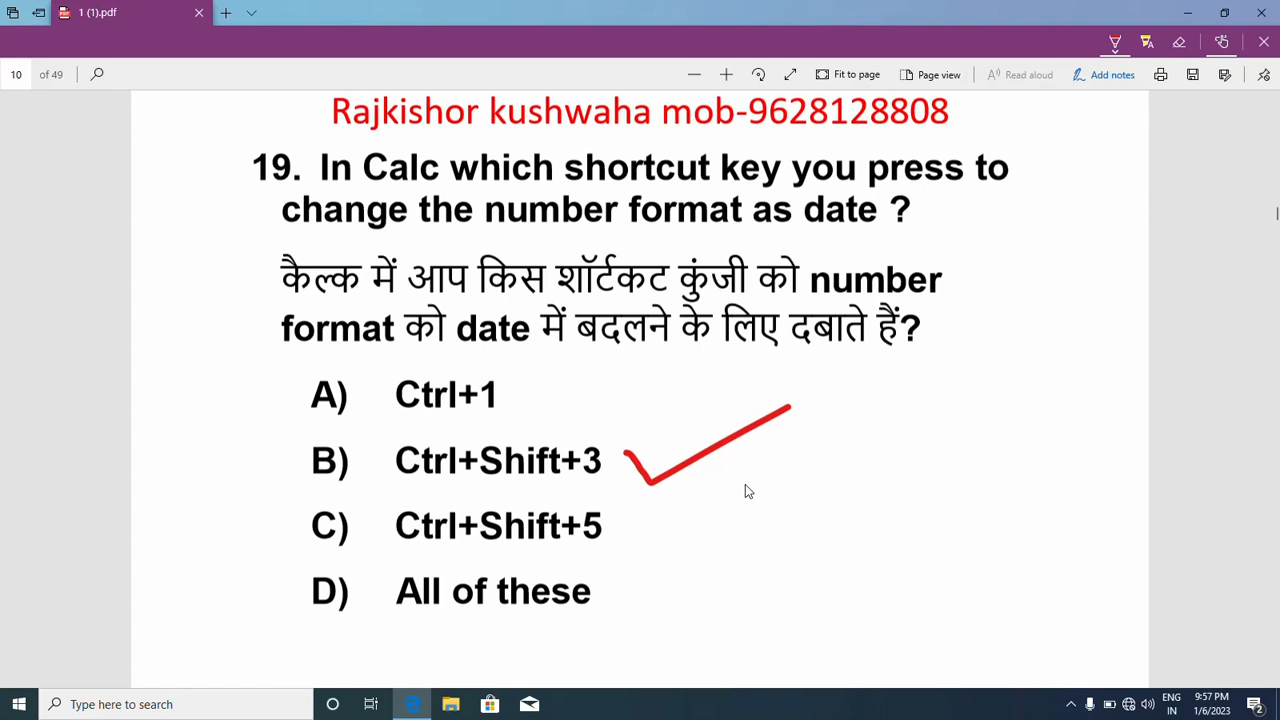 1 (1).pdf
10 of 49
Fit to page
Page view
Read aloud
Add notes
Rajkishor kushwaha mob-9628128808
19. In Calc which shortcut key you press to
change the number format as date ?
कैल्क में आप किस शॉर्टकट कुंजी को number
format को date में बदलने के लिए दबाते हैं?
A) Ctrl+1
B) Ctrl+Shift+3
C) Ctrl+Shift+5
D) All of these
Type here to search
ENG
IN
9:57 PM
1/6/2023
2